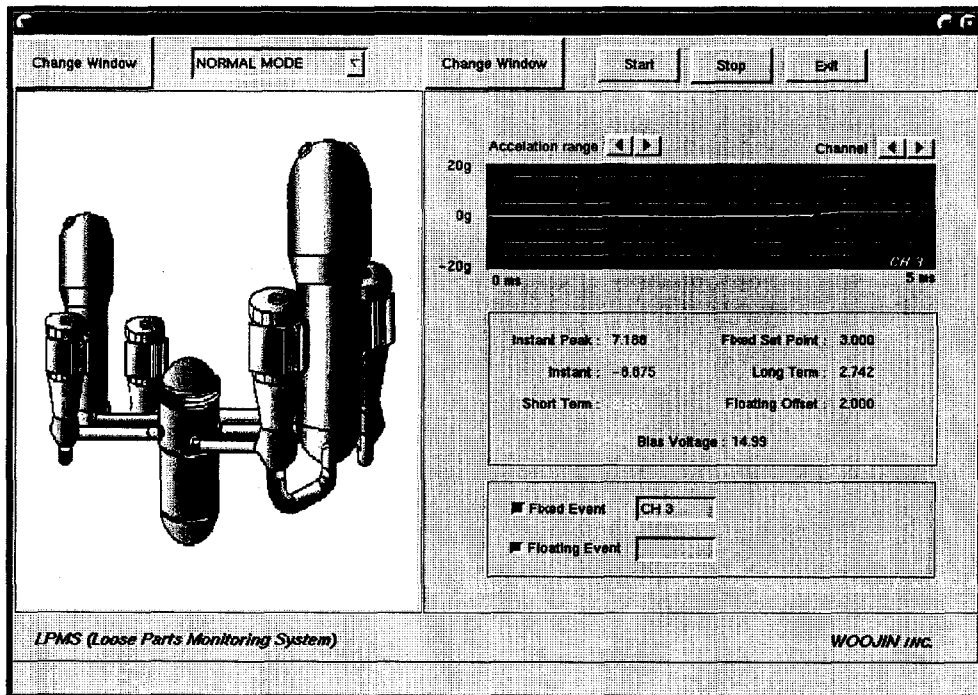 Change Window
NORMAL MODE
Change Window
Start
Stop
Exit
Accelation range
Channel
20g
0g
-20g
CH 3
0 ms
5 ms
Instant Peak : 7.188
Fixed Set Point : 3.000
Instant :
Long Term : 2.742
Short Term :
Floating Offset : 2.000
Bias Voltage : 14.99
Fixed Event
CH 3
Floating Event
LPMS (Loose Parts Monitoring System)
WOOJIN INC.